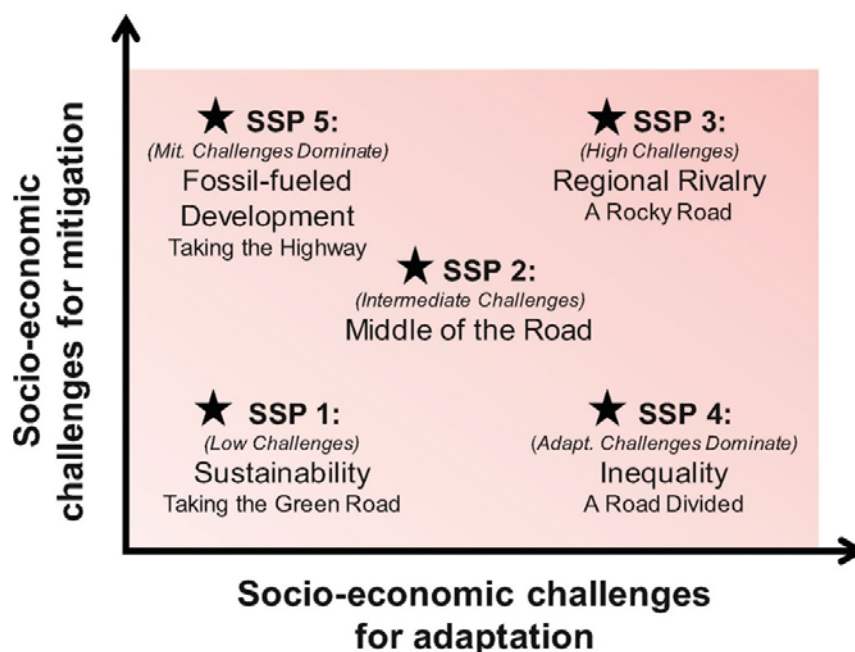 Socio-economic
challenges for mitigation
SSP 5:
(Mit. Challenges Dominate)
Fossil-fueled
Development
Taking the Highway
SSP 3:
(High Challenges)
Regional Rivalry
A Rocky Road
SSP 2:
(Intermediate Challenges)
Middle of the Road
SSP 1:
(Low Challenges)
Sustainability
Taking the Green Road
SSP 4:
(Adapt. Challenges Dominate)
Inequality
A Road Divided
Socio-economic challenges
for adaptation